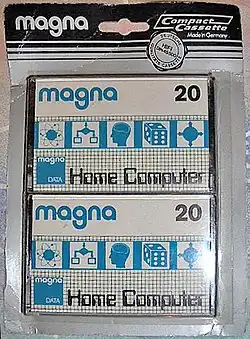 magna
Compact
Cassette
Made in Germany
magna 20
magna
DATA
Home Computer
magna 20
magna
DATA
Home Computer